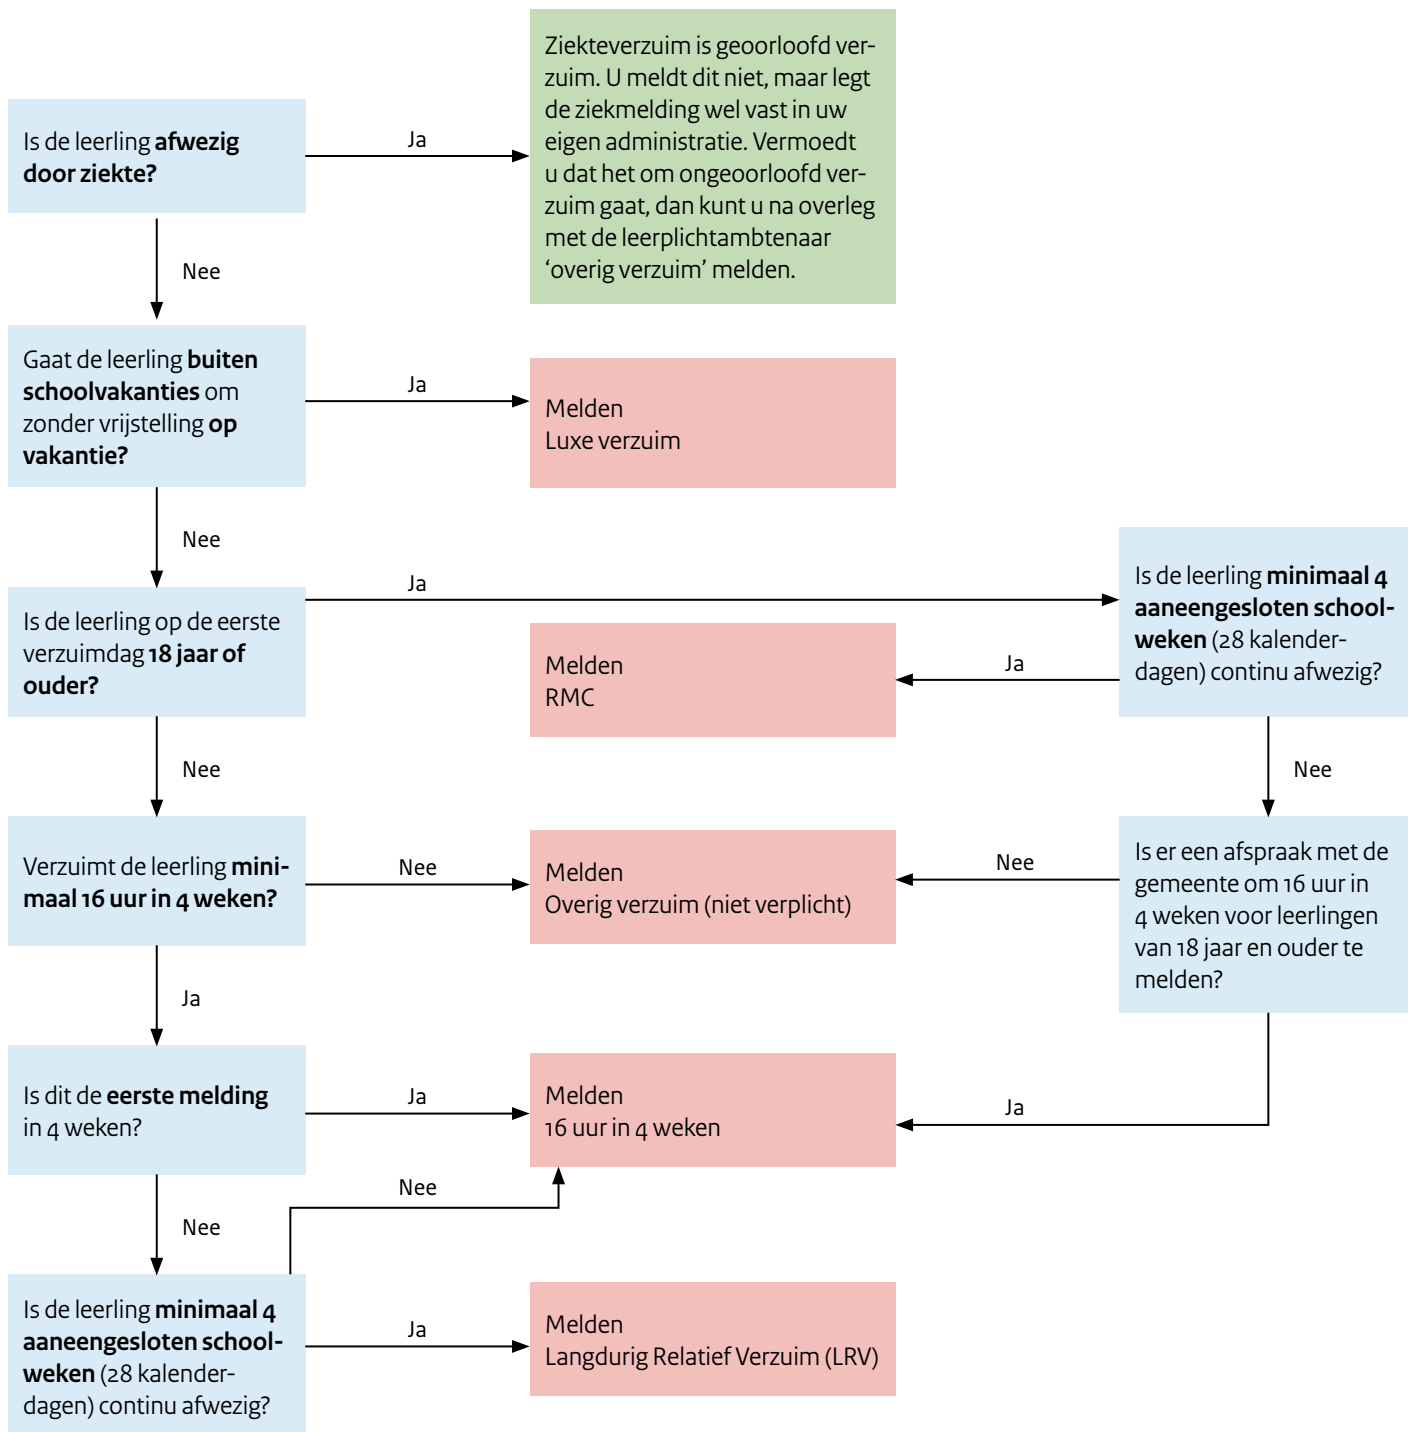 Ziekteverzuim is geoorloofd ver-
zuim. U meldt dit niet, maar legt
de ziekmelding wel vast in uw
eigen administratie. Vermoedt
u dat het om ongeoorloofd ver-
zuim gaat, dan kunt u na overleg
met de leerplichtambtenaar
‘overig verzuim’ melden.
Is de leerling afwezig
door ziekte?
Ja
Nee
Gaat de leerling buiten
schoolvakanties om
zonder vrijstelling op
vakantie?
Ja
Melden
Luxe verzuim
Nee
Is de leerling op de eerste
verzuimdag 18 jaar of
ouder?
Ja
Is de leerling minimaal 4
aaneengesloten school-
weken (28 kalender-
dagen) continu afwezig?
Ja
Melden
RMC
Nee
Nee
Verzuimt de leerling mini-
maal 16 uur in 4 weken?
Nee
Melden
Overig verzuim (niet verplicht)
Nee
Is er een afspraak met de
gemeente om 16 uur in
4 weken voor leerlingen
van 18 jaar en ouder te
melden?
Ja
Is dit de eerste melding
in 4 weken?
Ja
Melden
16 uur in 4 weken
Ja
Nee
Nee
Is de leerling minimaal 4
aaneengesloten school-
weken (28 kalender-
dagen) continu afwezig?
Ja
Melden
Langdurig Relatief Verzuim (LRV)